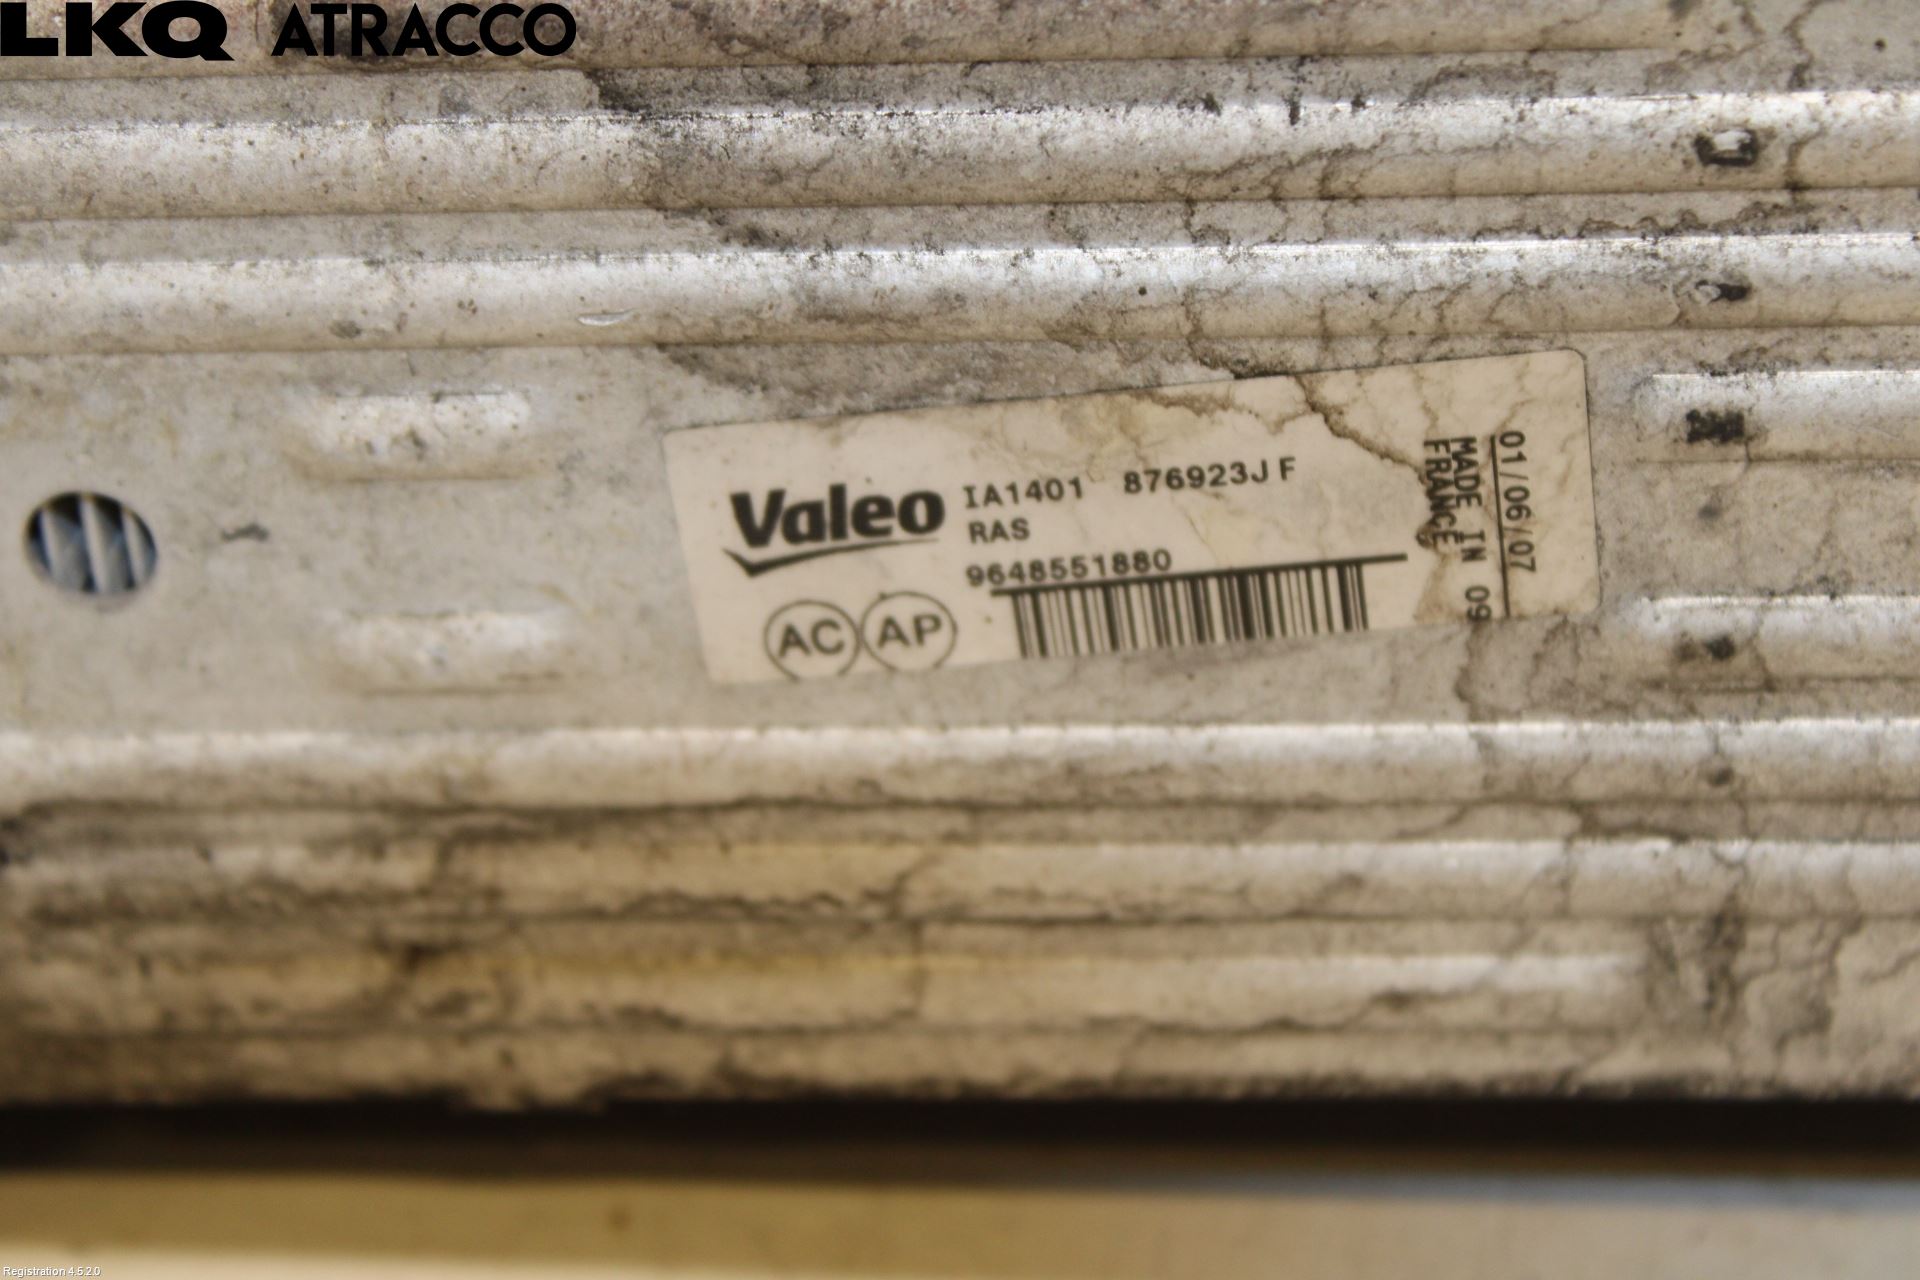 LKQ ATRACCO
Valeo
IA1401 876923J F
RAS
9648551880
AC AP
01/06/07
MADE IN 09
FRANCE
Registration 4.5.2.0